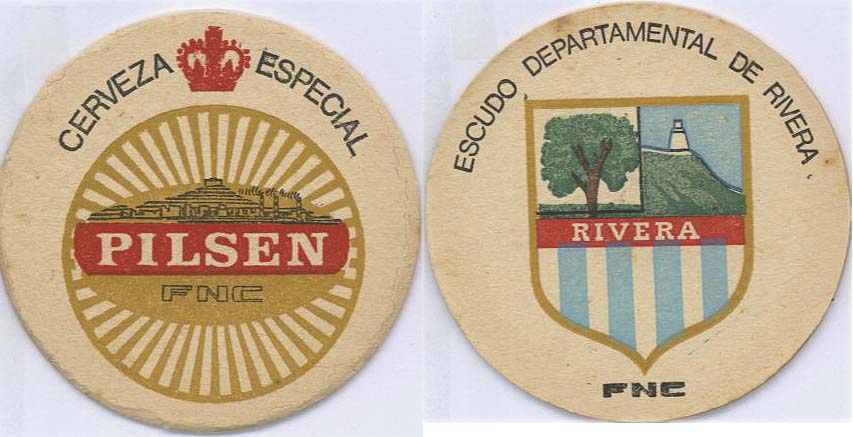 CERVEZA ESPECIAL
PILSEN
FNC
ESCUDO DEPARTAMENTAL DE RIVERA
RIVERA
FNC